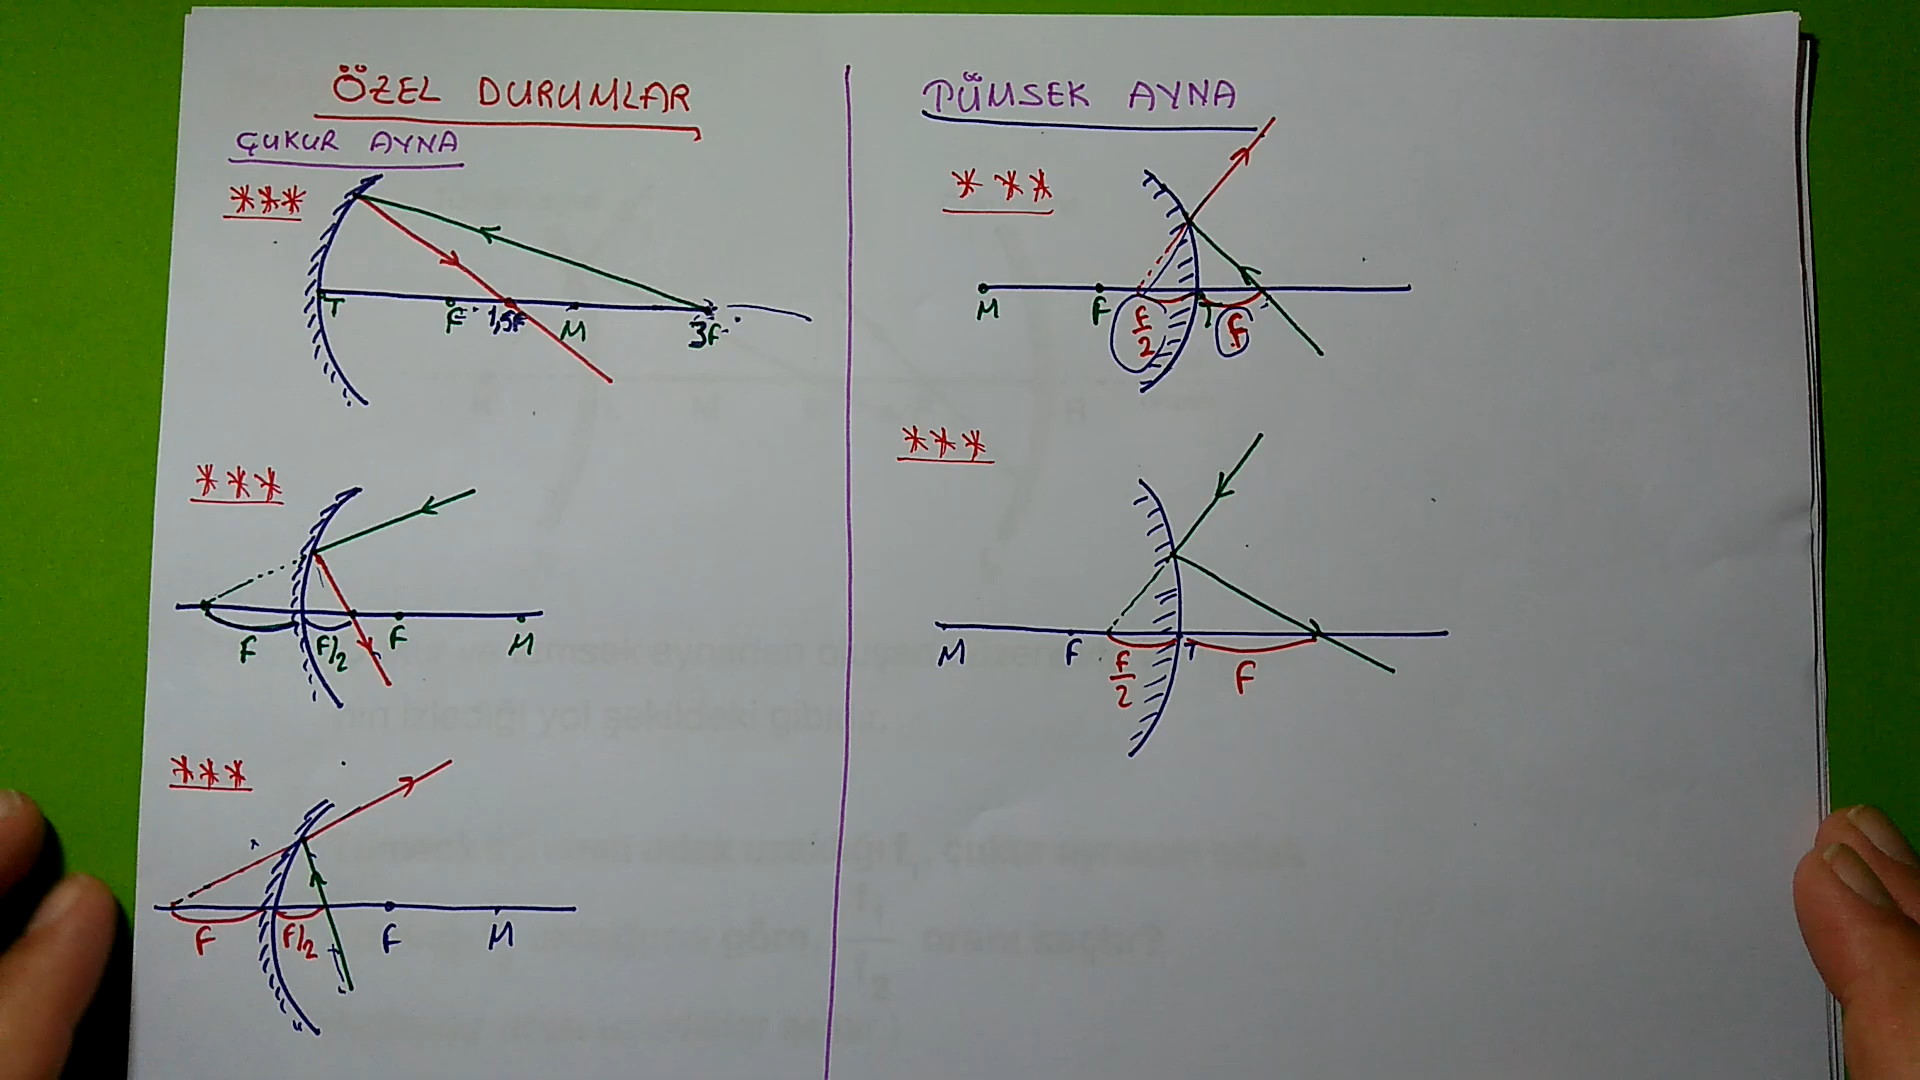 ÖZEL DURUMLAR
ÇUKUR AYNA
***
T F 1,5F M 3F
***
F F/2 F M
***
F F/2 F M
TÜMSEK AYNA
***
M F F/2 T F
***
M F F/2 T F